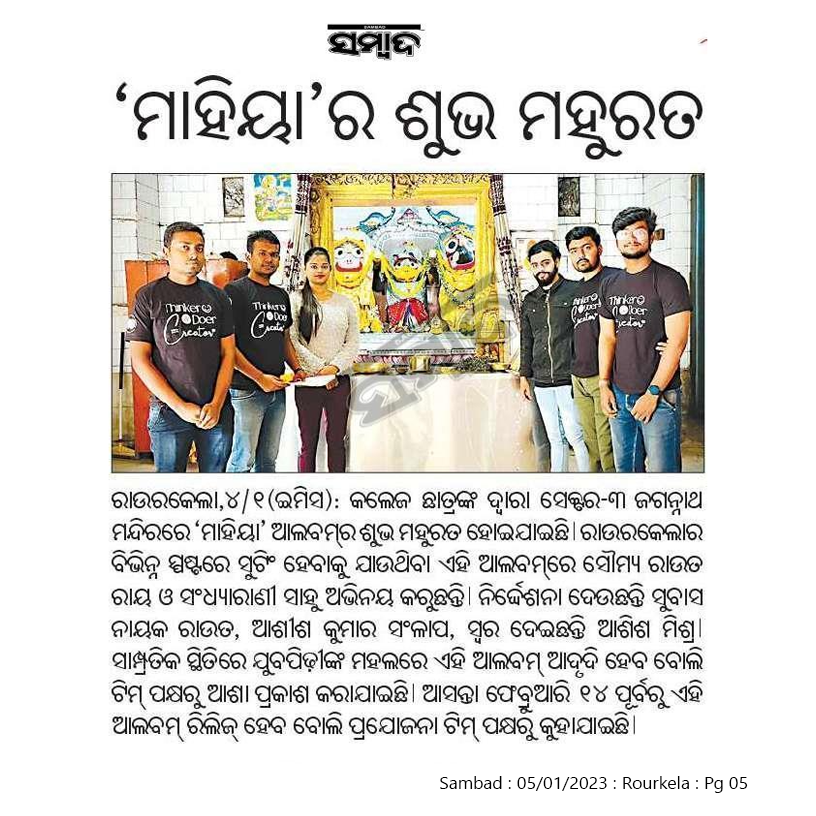 SAMBAD
ସମ୍ବାଦ
‘ମାହିୟା’ର ଶୁଭ ମହୁରତ
Thinker
Doer
=Creator
Thinker
Doer
=Creator
Thinker
Doer
Creator
ସମ୍ବାଦ
ରାଉରକେଲା,୪/୧(ଇମିସ): କଲେଜ ଛାତ୍ରଙ୍କ ଦ୍ୱାରା ସେକ୍ଟର-୩ ଜଗନ୍ନାଥ
ମନ୍ଦିରରେ ‘ମାହିୟା’ ଆଲବମ୍‌ର ଶୁଭ ମହୁରତ ହୋଇଯାଇଛି। ରାଉରକେଲାର
ବିଭିନ୍ନ ସ୍ପଷ୍ଟରେ ସୁଟିଂ ହେବାକୁ ଯାଉଥିବା ଏହି ଆଲବମ୍‌ରେ ସୌମ୍ୟ ରାଉତ
ରାୟ ଓ ସଂଧ୍ୟାରାଣୀ ସାହୁ ଅଭିନୟ କରୁଛନ୍ତି। ନିର୍ଦ୍ଦେଶନା ଦେଉଛନ୍ତି ସୁବାସ
ନାୟକ ରାଉତ, ଆଶୀଶ କୁମାର ସଂଳାପ, ସ୍ୱର ଦେଇଛନ୍ତି ଆଶିଶ ମିଶ୍ର।
ସାମ୍ପ୍ରତିକ ସ୍ଥିତିରେ ଯୁବପିଢ଼ୀଙ୍କ ମହଲରେ ଏହି ଆଲବମ୍ ଆଦୃଦି ହେବ ବୋଲି
ଟିମ୍ ପକ୍ଷରୁ ଆଶା ପ୍ରକାଶ କରାଯାଇଛି। ଆସନ୍ତା ଫେବ୍ରୁଆରି ୧୪ ପୂର୍ବରୁ ଏହି
ଆଲବମ୍ ରିଲିଜ୍ ହେବ ବୋଲି ପ୍ରଯୋଜନା ଟିମ୍ ପକ୍ଷରୁ କୁହାଯାଇଛି।
Sambad : 05/01/2023 : Rourkela : Pg 05